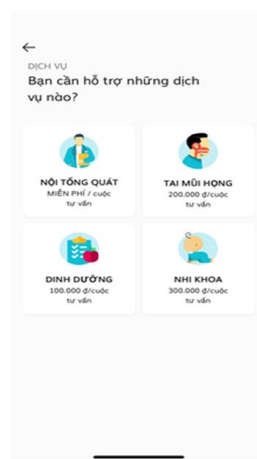 DỊCH VỤ
Bạn cần hỗ trợ những dịch
vụ nào?
NỘI TỔNG QUÁT
MIỄN PHÍ / cuộc
tư vấn
TAI MŨI HỌNG
200.000 ₫/cuộc
tư vấn
DINH DƯỠNG
100.000 ₫/cuộc
tư vấn
NHI KHOA
300.000 ₫/cuộc
tư vấn